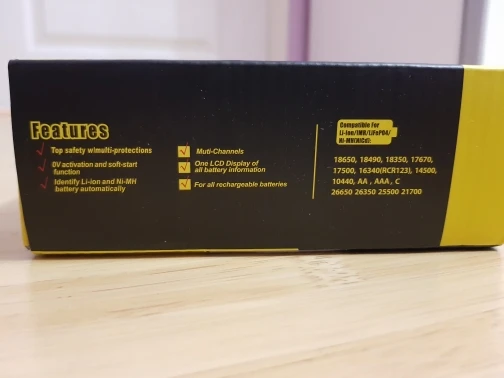 Features
Top safety w/multi-protections
0V activation and soft-start
function
Identify Li-ion and Ni-MH
battery automatically
Muti-Channels
One LCD Display of
all battery information
For all rechargeable batteries
Compatible For
Li-ion/IMR/LiFePO4/
Ni-MH(NiCd):
18650, 18490, 18350, 17670,
17500, 16340(RCR123), 14500,
10440, AA , AAA , C
26650 26350 25500 21700